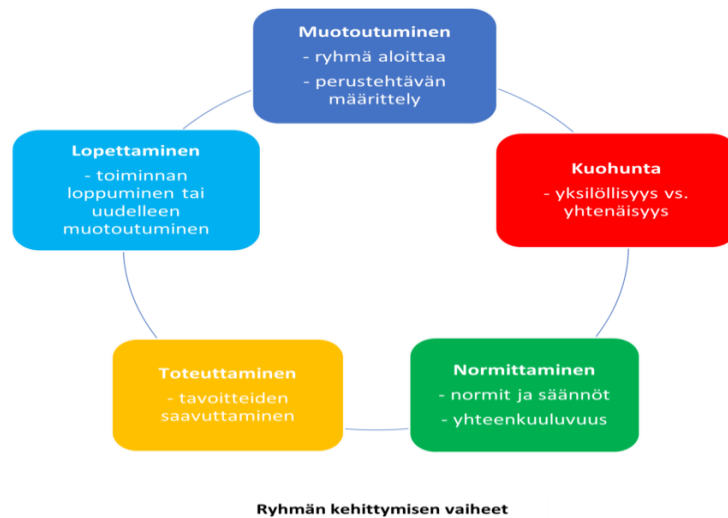 Muotoutuminen
- ryhmä aloittaa
- perustehtävän
määrittely
Kuohunta
- yksilöllisyys vs.
yhtenäisyys
Normittaminen
- normit ja säännöt
- yhteenkuuluvuus
Toteuttaminen
- tavoitteiden
saavuttaminen
Lopettaminen
- toiminnan
loppuminen tai
uudelleen
muotoutuminen
Ryhmän kehittymisen vaiheet